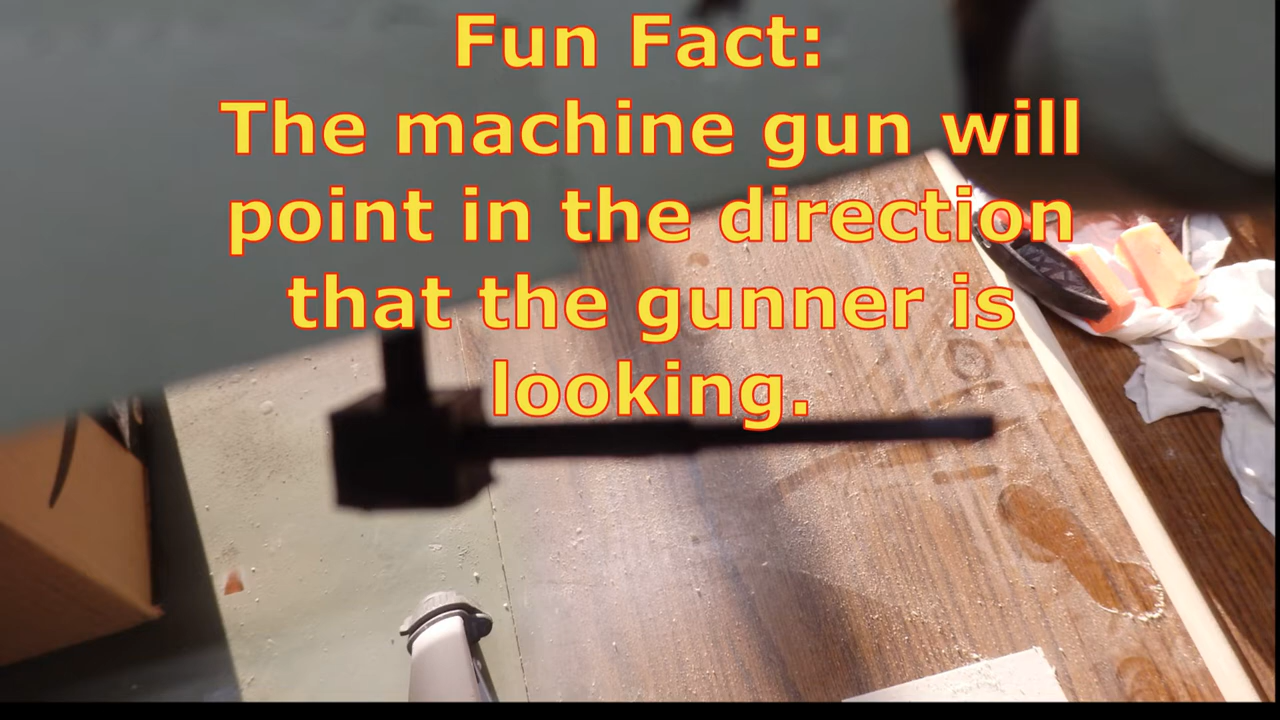 Fun Fact:
The machine gun will
point in the direction
that the gunner is
looking.